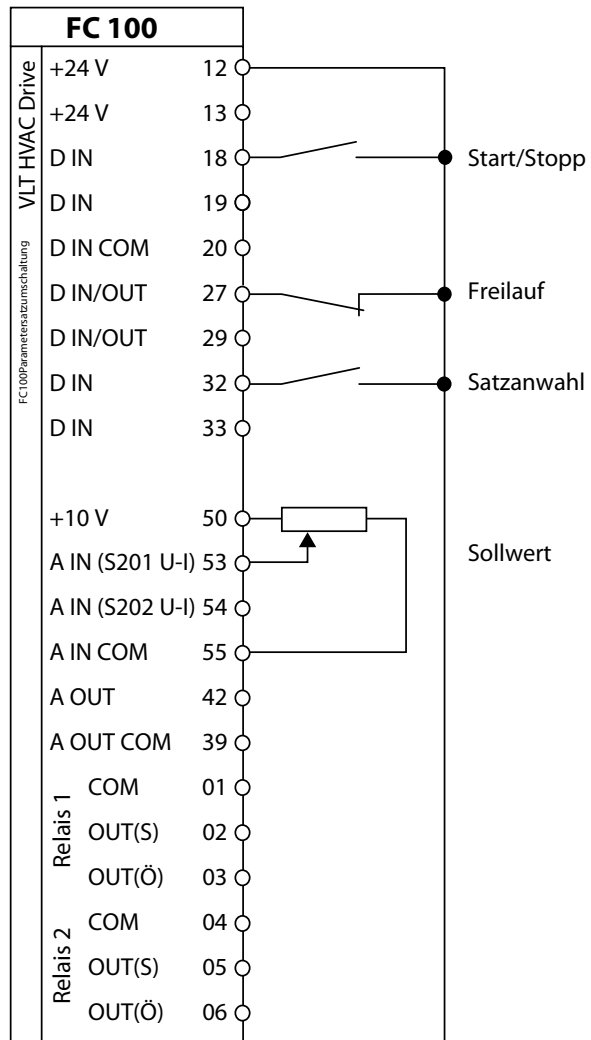 FC 100
VLT HVAC Drive
FC100Parametersatzumschaltung
+24 V 12
+24 V 13
D IN 18 Start/Stopp
D IN 19
D IN COM 20
D IN/OUT 27 Freilauf
D IN/OUT 29
D IN 32 Satzanwahl
D IN 33
+10 V 50
A IN (S201 U-I) 53 Sollwert
A IN (S202 U-I) 54
A IN COM 55
A OUT 42
A OUT COM 39
Relais 1
COM 01
OUT(S) 02
OUT(Ö) 03
Relais 2
COM 04
OUT(S) 05
OUT(Ö) 06